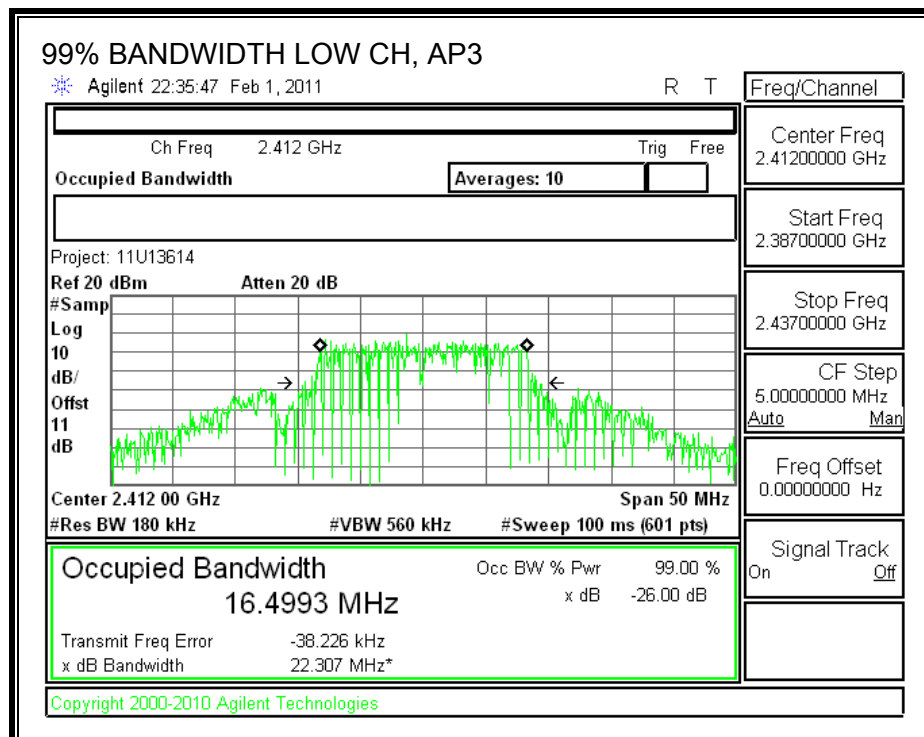 99% BANDWIDTH LOW CH, AP3
Agilent 22:35:47 Feb 1, 2011 R T
Freq/Channel
Ch Freq 2.412 GHz Trig Free
Occupied Bandwidth Averages: 10
Center Freq
2.41200000 GHz
Start Freq
2.38700000 GHz
Stop Freq
2.43700000 GHz
CF Step
5.00000000 MHz
Auto Man
Freq Offset
0.00000000 Hz
Signal Track
On Off
Project: 11U13614
Ref 20 dBm Atten 20 dB
#Samp
Log
10
dB/
Offst
11
dB
Center 2.412 00 GHz Span 50 MHz
#Res BW 180 kHz #VBW 560 kHz #Sweep 100 ms (601 pts)
Occupied Bandwidth Occ BW % Pwr 99.00 %
16.4993 MHz x dB -26.00 dB
Transmit Freq Error -38.226 kHz
x dB Bandwidth 22.307 MHz*
Copyright 2000-2010 Agilent Technologies